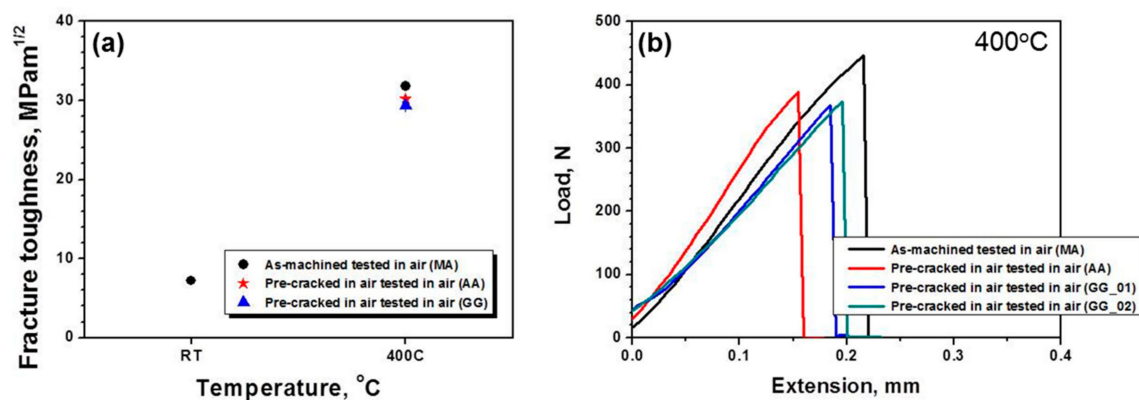 (a)
Fracture toughness, MPam1/2
40
30
20
10
0
As-machined tested in air (MA)
Pre-cracked in air tested in air (AA)
Pre-cracked in air tested in air (GG)
RT
400C
Temperature, °C
(b)
400°C
Load, N
500
400
300
200
100
0
As-machined tested in air (MA)
Pre-cracked in air tested in air (AA)
Pre-cracked in air tested in air (GG_01)
Pre-cracked in air tested in air (GG_02)
0.0
0.1
0.2
0.3
0.4
Extension, mm